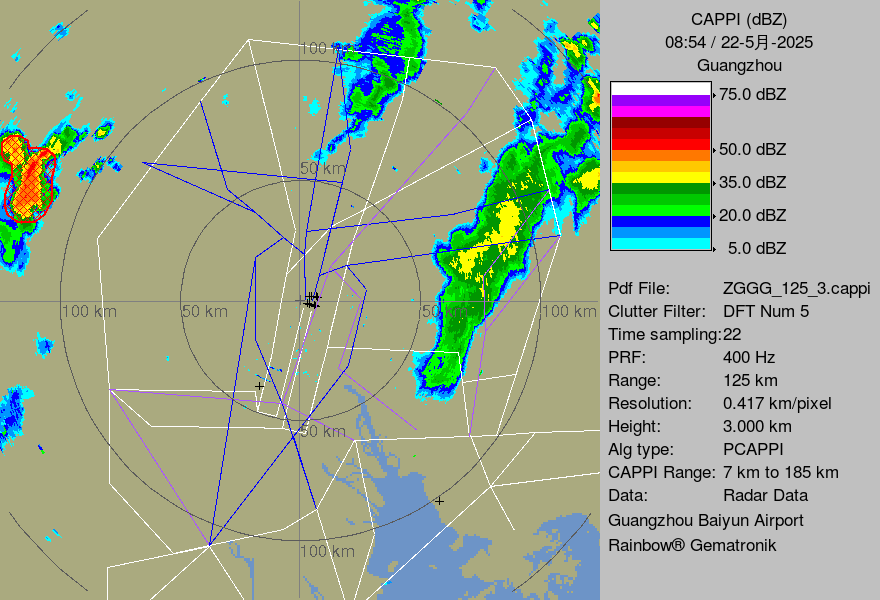 CAPPI (dBZ)
08:54 / 22-5月-2025
Guangzhou
75.0 dBZ
50.0 dBZ
35.0 dBZ
20.0 dBZ
5.0 dBZ
Pdf File: ZGGG_125_3.cappi
Clutter Filter: DFT Num 5
Time sampling:22
PRF: 400 Hz
Range: 125 km
Resolution: 0.417 km/pixel
Height: 3.000 km
Alg type: PCAPPI
CAPPI Range: 7 km to 185 km
Data: Radar Data
Guangzhou Baiyun Airport
Rainbow® Gematronik
100 km
50 km
100 km
50 km
50 km
100 km
50 km
100 km